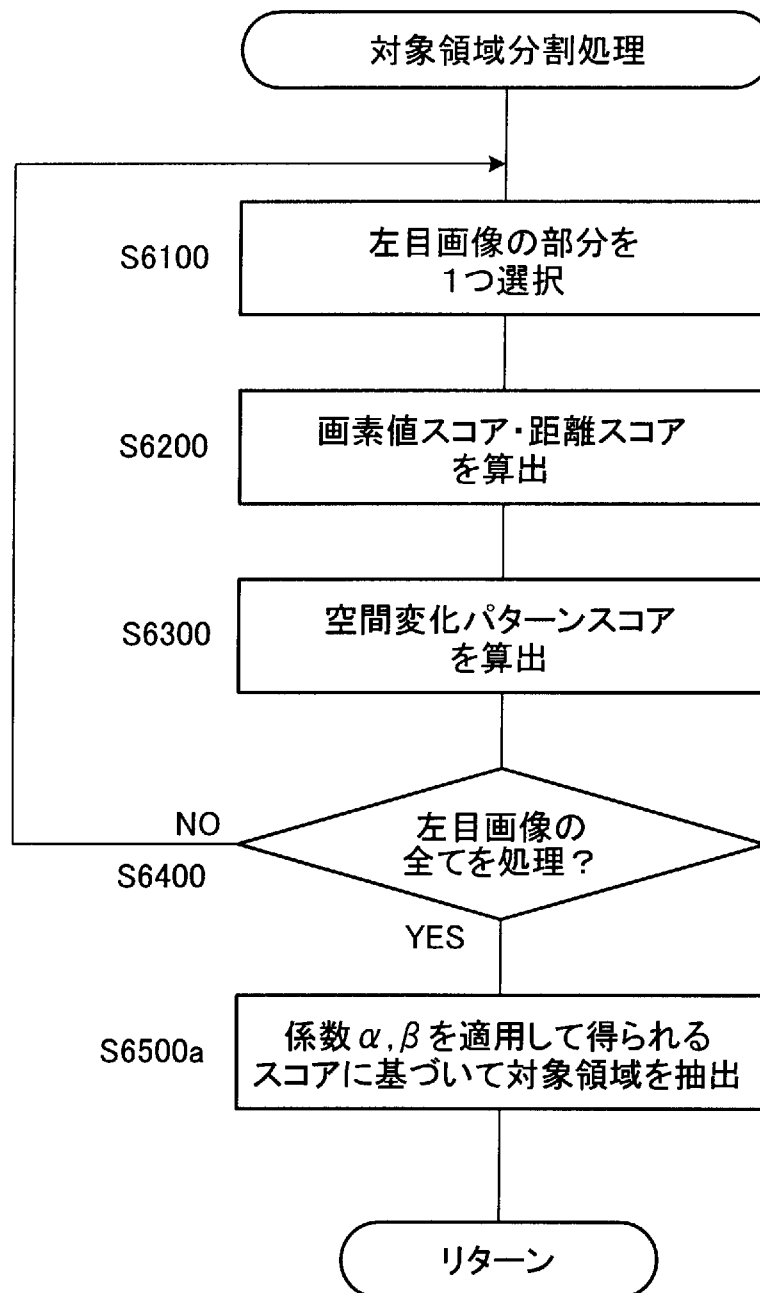 対象領域分割処理
S6100
左目画像の部分を
1つ選択
S6200
画素値スコア・距離スコア
を算出
S6300
空間変化パターンスコア
を算出
NO
S6400
左目画像の
全てを処理？
YES
S6500a
係数α,βを適用して得られる
スコアに基づいて対象領域を抽出
リターン